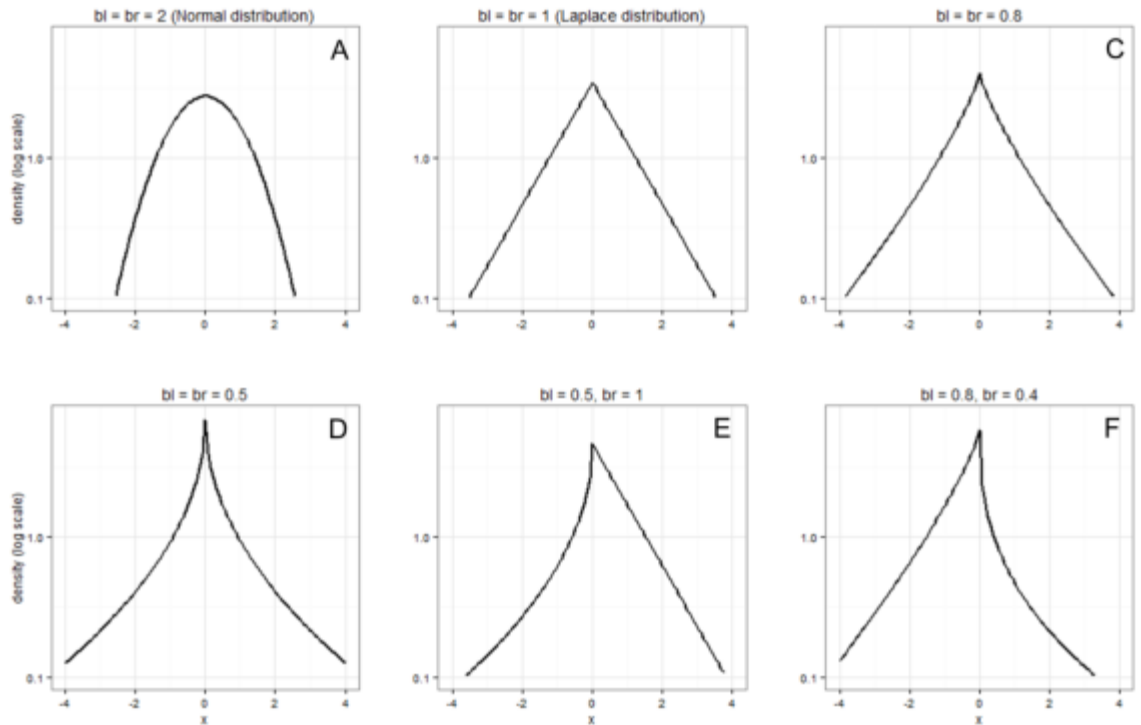 bl = br = 2 (Normal distribution)
A
density (log scale)
1.0
0.1
-4 -2 0 2 4
bl = br = 1 (Laplace distribution)
B
1.0
0.1
-4 -2 0 2 4
bl = br = 0.8
C
1.0
0.1
-4 -2 0 2 4
bl = br = 0.5
D
density (log scale)
1.0
0.1
-4 -2 0 2 4
x
bl = 0.5, br = 1
E
1.0
0.1
-4 -2 0 2 4
x
bl = 0.8, br = 0.4
F
1.0
0.1
-4 -2 0 2 4
x